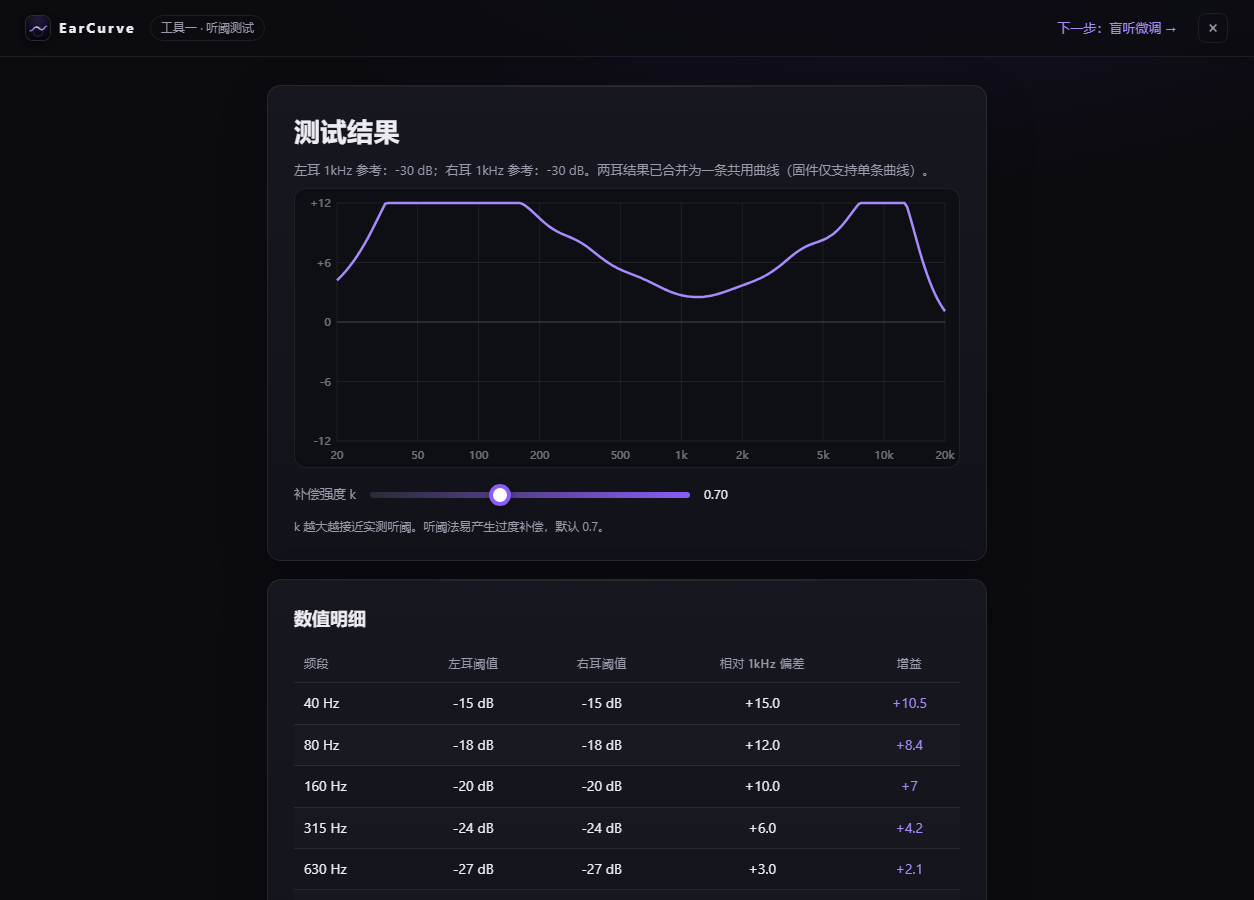 EarCurve 工具一 · 听阈测试 下一步：盲听微调 → ×
测试结果
左耳 1kHz 参考：-30 dB；右耳 1kHz 参考：-30 dB。两耳结果已合并为一条共用曲线（固件仅支持单条曲线）。
+12
+6
0
-6
-12
20 50 100 200 500 1k 2k 5k 10k 20k
补偿强度 k 0.70
k 越大越接近实测听阈。听阈法易产生过度补偿，默认 0.7。
数值明细
频段 左耳阈值 右耳阈值 相对 1kHz 偏差 增益
40 Hz -15 dB -15 dB +15.0 +10.5
80 Hz -18 dB -18 dB +12.0 +8.4
160 Hz -20 dB -20 dB +10.0 +7
315 Hz -24 dB -24 dB +6.0 +4.2
630 Hz -27 dB -27 dB +3.0 +2.1